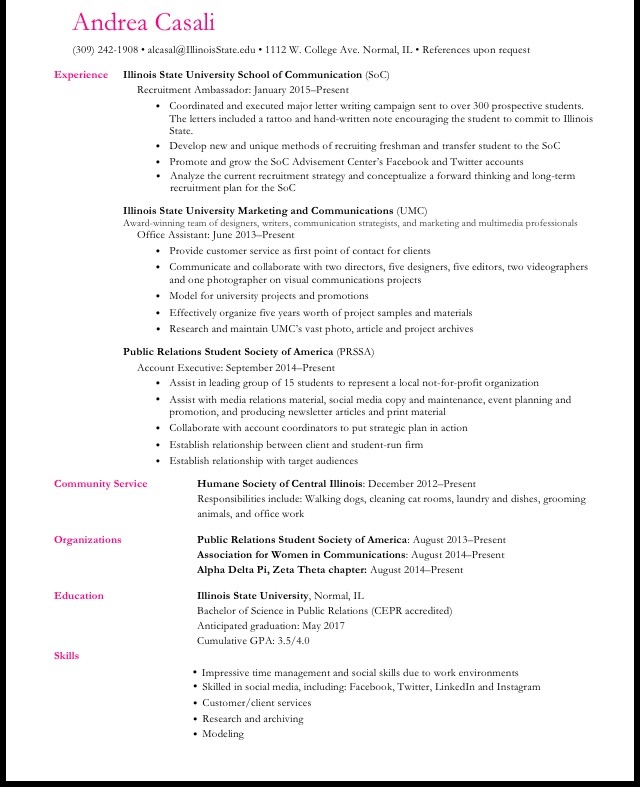 Andrea Casali
(309) 242-1908 • alcasal@IllinoisState.edu • 1112 W. College Ave. Normal, IL • References upon request
Experience Illinois State University School of Communication (SoC)
Recruitment Ambassador: January 2015–Present
• Coordinated and executed major letter writing campaign sent to over 300 prospective students.
The letters included a tattoo and hand-written note encouraging the student to commit to Illinois
State.
• Develop new and unique methods of recruiting freshman and transfer student to the SoC
• Promote and grow the SoC Advisement Center's Facebook and Twitter accounts
• Analyze the current recruitment strategy and conceptualize a forward thinking and long-term
recruitment plan for the SoC
Illinois State University Marketing and Communications (UMC)
Award-winning team of designers, writers, communication strategists, and marketing and multimedia professionals
Office Assistant: June 2013–Present
• Provide customer service as first point of contact for clients
• Communicate and collaborate with two directors, five designers, five editors, two videographers
and one photographer on visual communications projects
• Model for university projects and promotions
• Effectively organize five years worth of project samples and materials
• Research and maintain UMC's vast photo, article and project archives
Public Relations Student Society of America (PRSSA)
Account Executive: September 2014–Present
• Assist in leading group of 15 students to represent a local not-for-profit organization
• Assist with media relations material, social media copy and maintenance, event planning and
promotion, and producing newsletter articles and print material
• Collaborate with account coordinators to put strategic plan in action
• Establish relationship between client and student-run firm
• Establish relationship with target audiences
Community Service Humane Society of Central Illinois: December 2012–Present
Responsibilities include: Walking dogs, cleaning cat rooms, laundry and dishes, grooming
animals, and office work
Organizations Public Relations Student Society of America: August 2013–Present
Association for Women in Communications: August 2014–Present
Alpha Delta Pi, Zeta Theta chapter: August 2014–Present
Education Illinois State University, Normal, IL
Bachelor of Science in Public Relations (CEPR accredited)
Anticipated graduation: May 2017
Cumulative GPA: 3.5/4.0
Skills
• Impressive time management and social skills due to work environments
• Skilled in social media, including: Facebook, Twitter, LinkedIn and Instagram
• Customer/client services
• Research and archiving
• Modeling